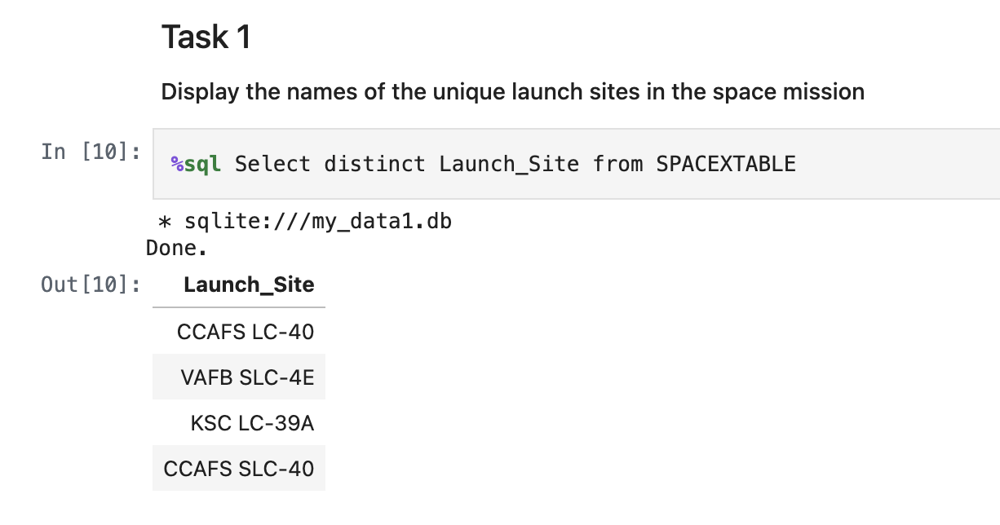 Task 1
Display the names of the unique launch sites in the space mission
In [10]: %sql Select distinct Launch_Site from SPACEXTABLE
* sqlite:///my_data1.db
Done.
Out[10]: Launch_Site
CCAFS LC-40
VAFB SLC-4E
KSC LC-39A
CCAFS SLC-40